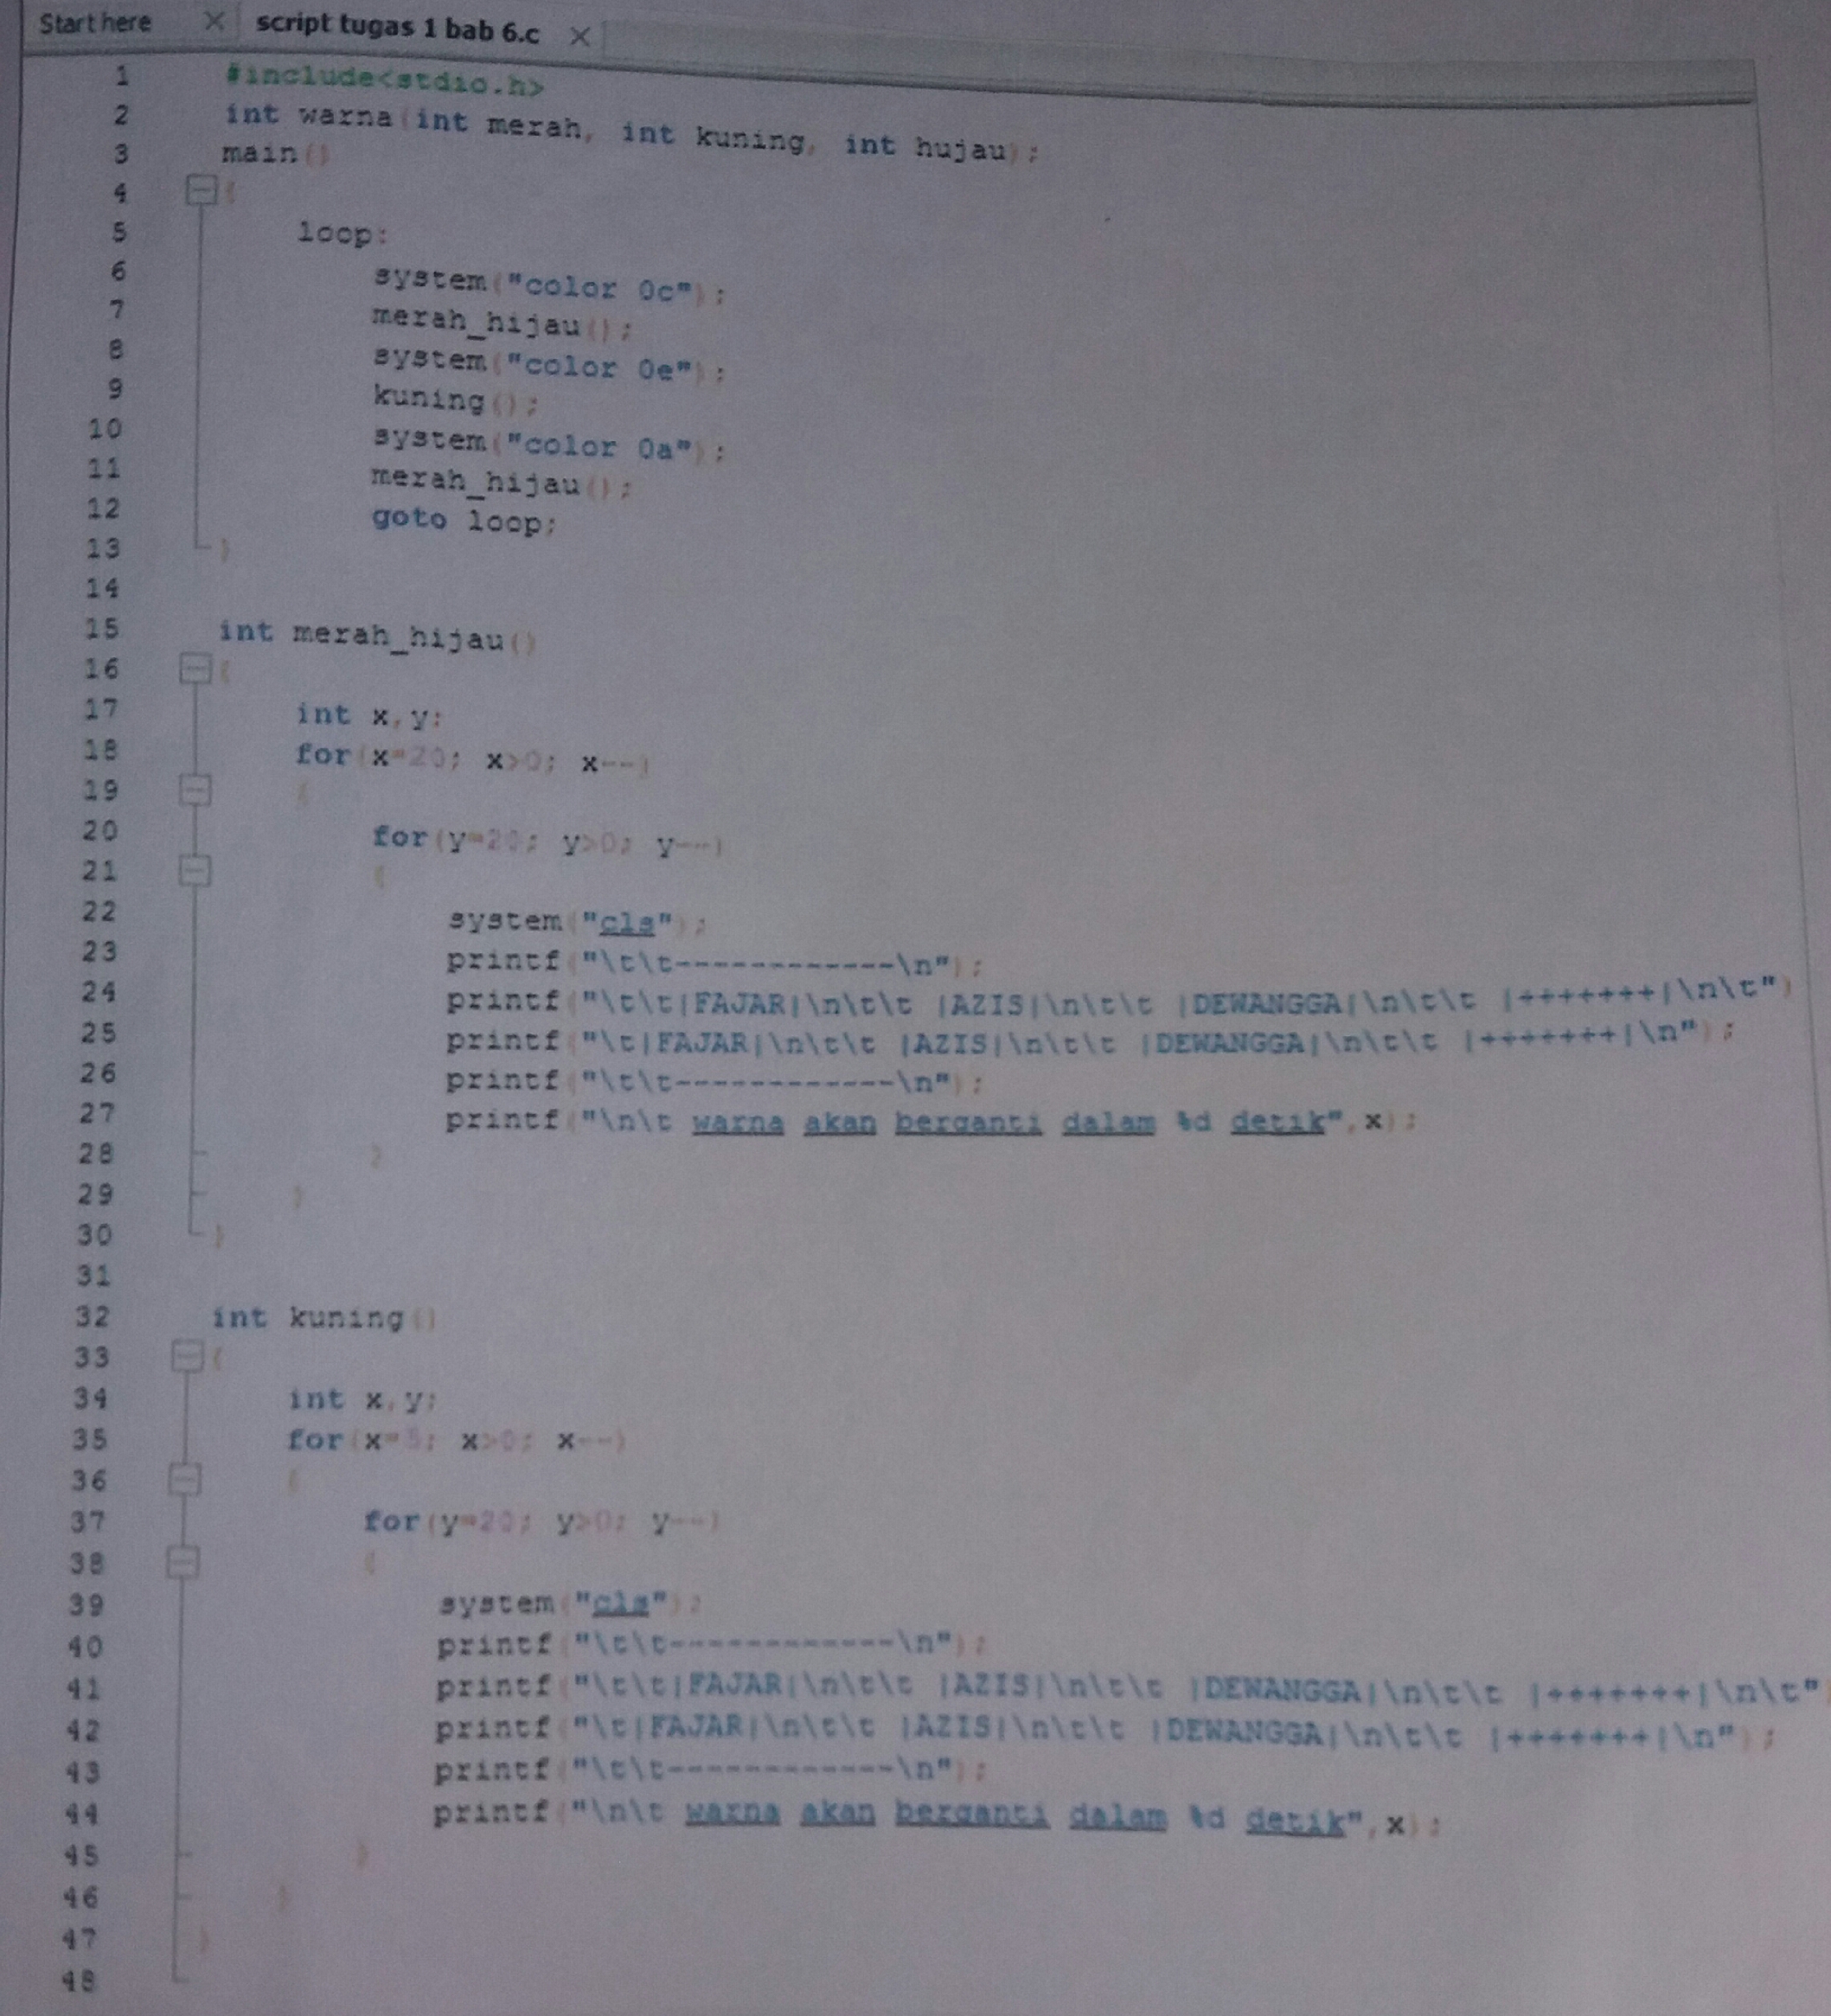 Start here × script tugas 1 bab 6.c ×
1 #include<stdio.h>
2 int warna(int merah, int kuning, int hujau);
3 main()
4 {
5 loop:
6 system("color 0c");
7 merah_hijau();
8 system("color 0e");
9 kuning();
10 system("color 0a");
11 merah_hijau();
12 goto loop;
13 }
14
15 int merah_hijau()
16 {
17 int x,y;
18 for(x=20; x>0; x--)
19 {
20 for(y=20; y>0; y--)
21 {
22 system("cls");
23 printf("\t\t------------\n");
24 printf("\t\t|FAJAR|\n\t\t |AZIS|\n\t\t |DEWANGGA|\n\t\t |+++++++|\n\t")
25 printf("\t|FAJAR|\n\t\t |AZIS|\n\t\t |DEWANGGA|\n\t\t |+++++++|\n");
26 printf("\t\t------------\n");
27 printf("\n\t warna akan berganti dalam %d detik",x);
28 }
29 }
30 }
31
32 int kuning()
33 {
34 int x,y;
35 for(x=5; x>0; x--)
36 {
37 for(y=20; y>0; y--)
38 {
39 system("cls");
40 printf("\t\t------------\n");
41 printf("\t\t|FAJAR|\n\t\t |AZIS|\n\t\t |DEWANGGA|\n\t\t |+++++++|\n\t"
42 printf("\t|FAJAR|\n\t\t |AZIS|\n\t\t |DEWANGGA|\n\t\t |+++++++|\n");
43 printf("\t\t------------\n");
44 printf("\n\t warna akan berganti dalam %d detik",x);
45 }
46 }
47 }
48